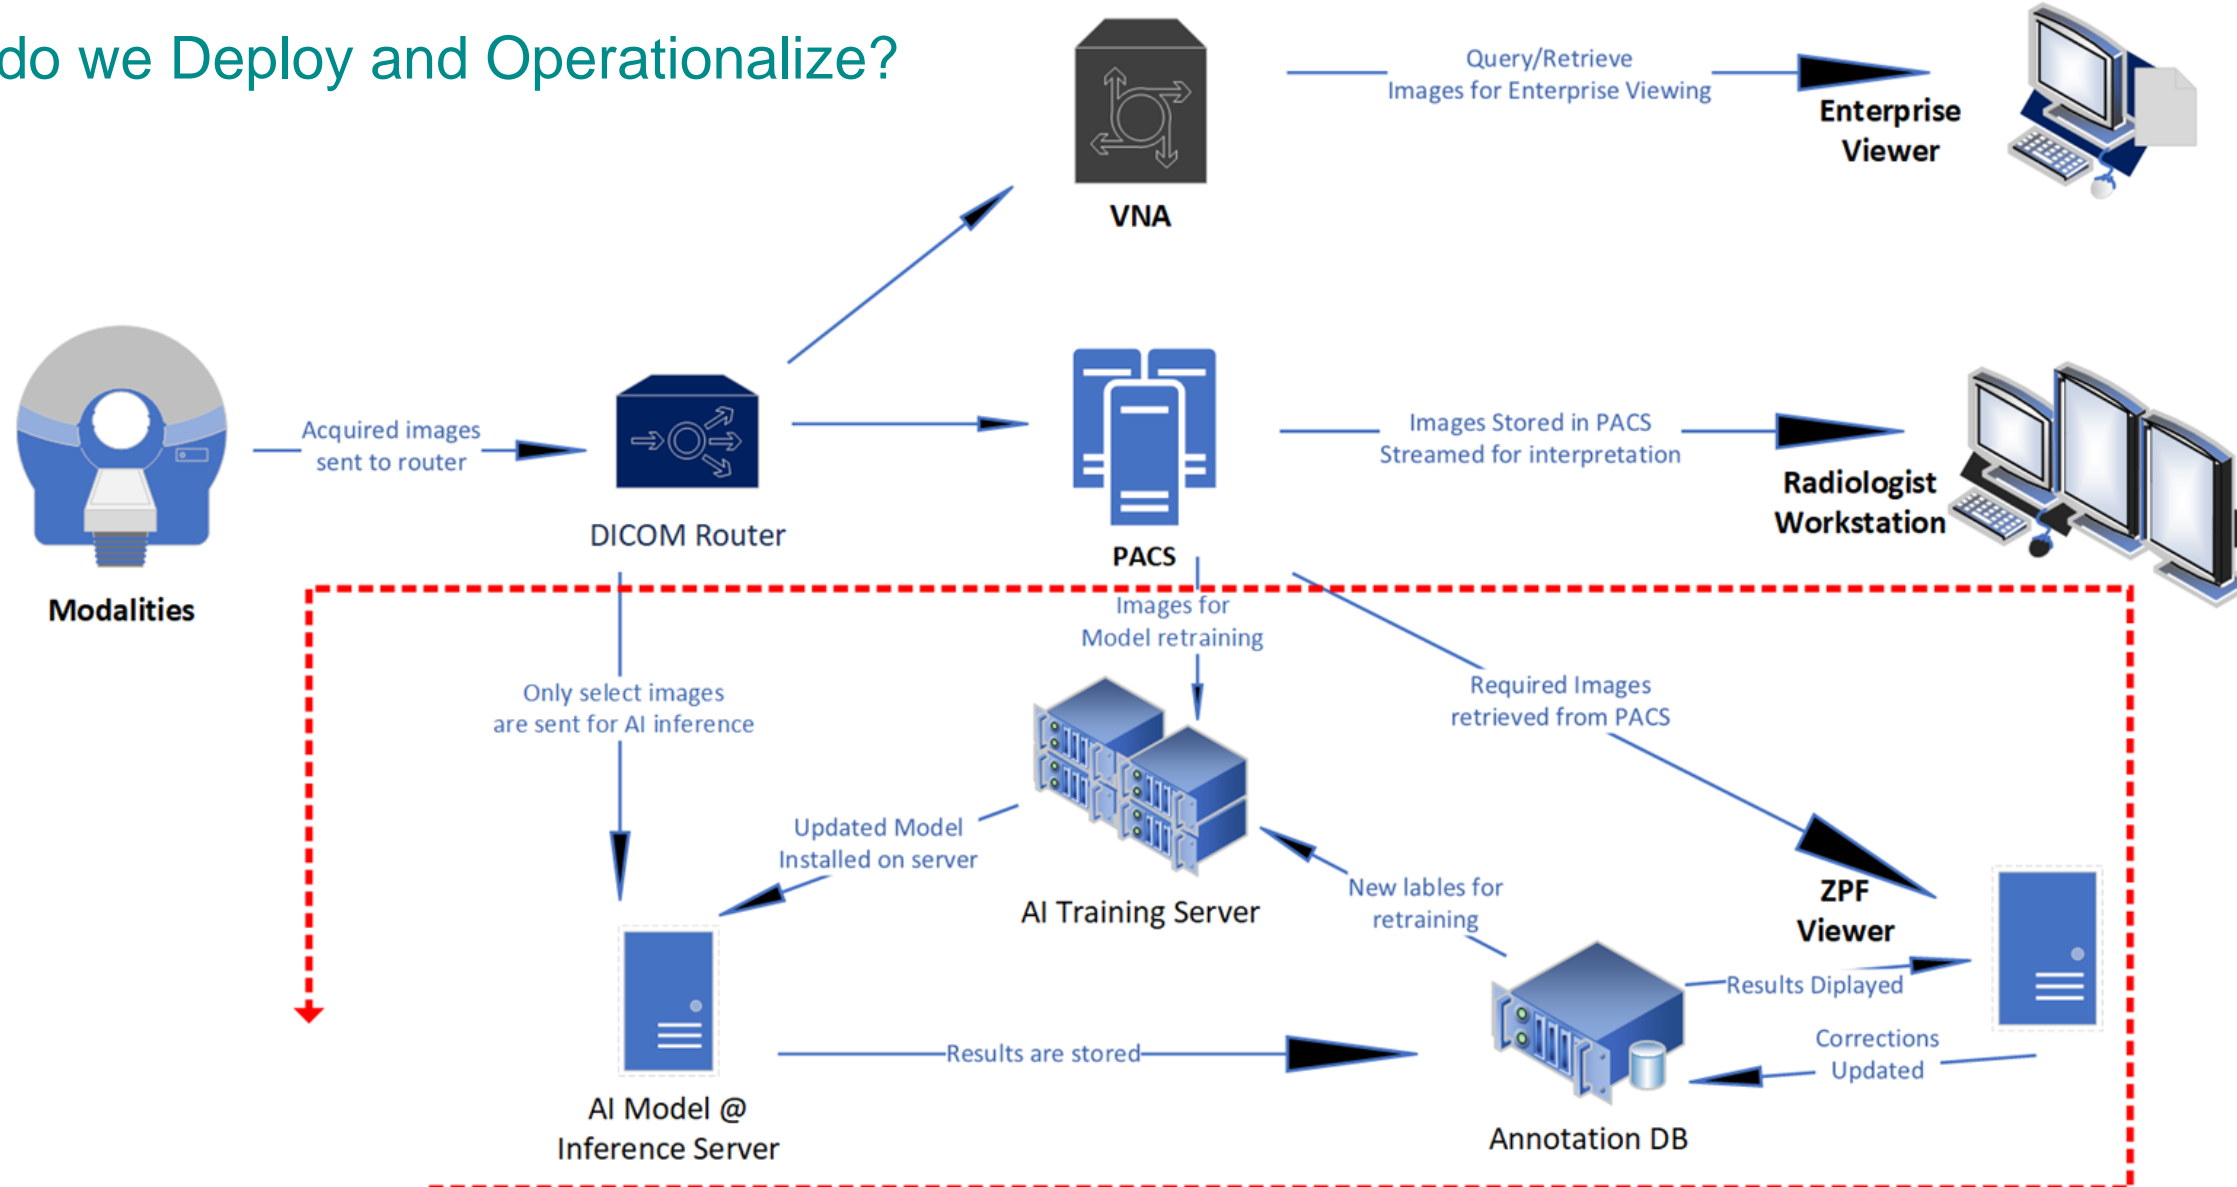 do we Deploy and Operationalize?
Query/Retrieve
Images for Enterprise Viewing
Enterprise
Viewer
VNA
Acquired images
sent to router
Modalities
DICOM Router
PACS
Images Stored in PACS
Streamed for interpretation
Radiologist
Workstation
Images for
Model retraining
Only select images
are sent for AI inference
Required Images
retrieved from PACS
Updated Model
Installed on server
AI Training Server
New lables for
retraining
ZPF
Viewer
Results Diplayed
Corrections
Updated
Results are stored
AI Model @
Inference Server
Annotation DB